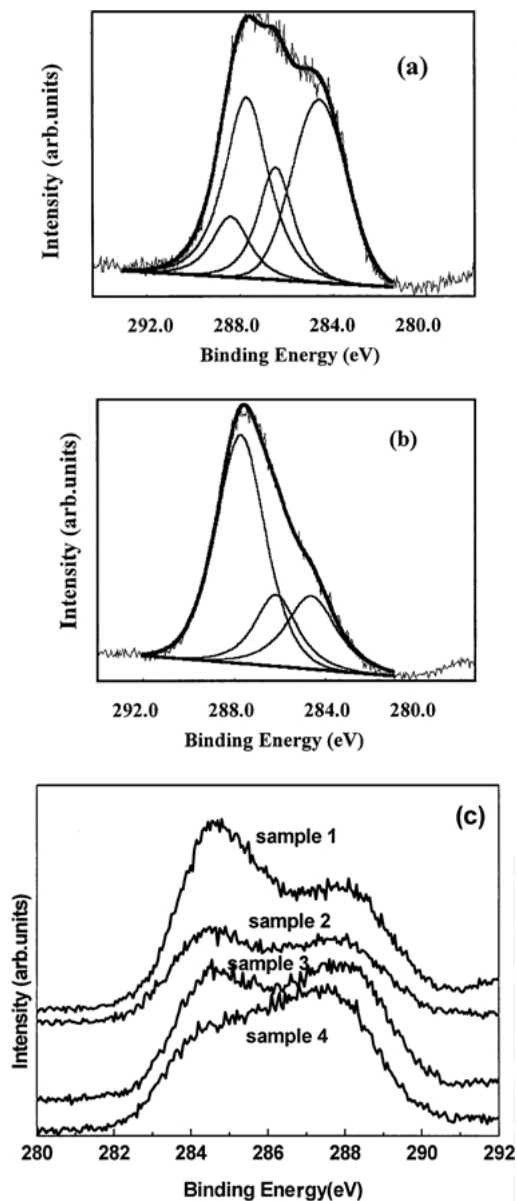 (a)
Intensity (arb.units)
292.0 288.0 284.0 280.0
Binding Energy (eV)
(b)
Intensity (arb.units)
292.0 288.0 284.0 280.0
Binding Energy (eV)
(c)
sample 1
sample 2
sample 3
sample 4
Intensity (arb.units)
280 282 284 286 288 290 292
Binding Energy(eV)